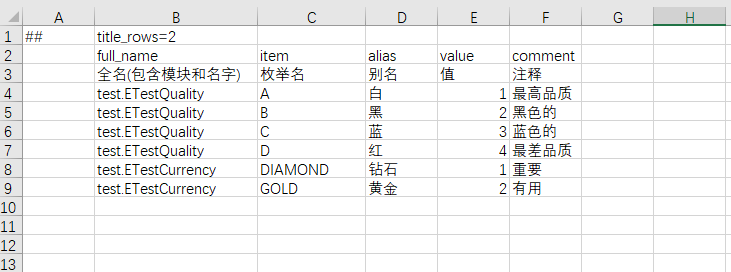 A B C D E F G H
1 ## title_rows=2
2 full_name item alias value comment
3 全名(包含模块和名字) 枚举名 别名 值 注释
4 test.ETestQuality A 白 1 最高品质
5 test.ETestQuality B 黑 2 黑色的
6 test.ETestQuality C 蓝 3 蓝色的
7 test.ETestQuality D 红 4 最差品质
8 test.ETestCurrency DIAMOND 钻石 1 重要
9 test.ETestCurrency GOLD 黄金 2 有用
10
11
12
13